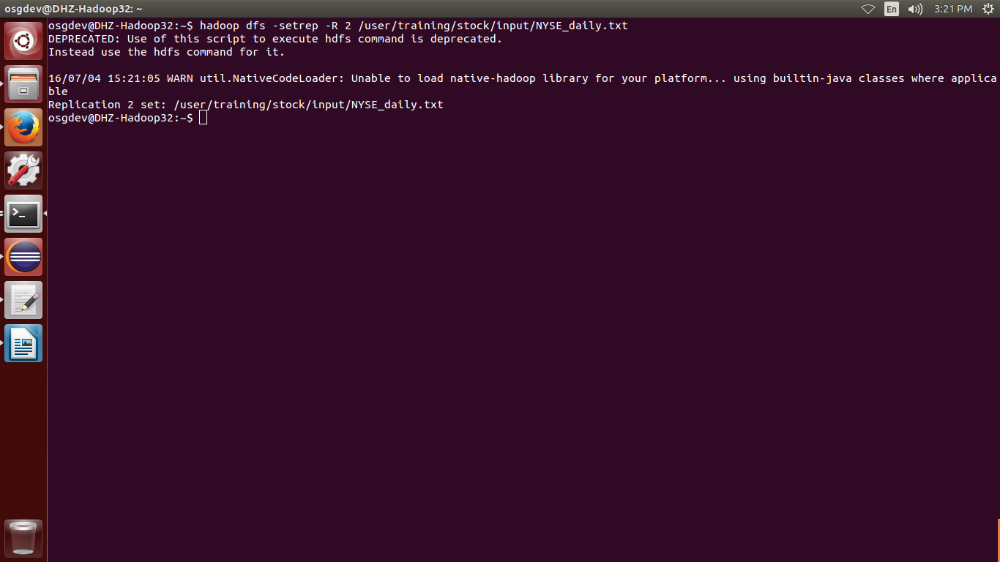 osgdev@DHZ-Hadoop32: ~
En
3:21 PM
osgdev@DHZ-Hadoop32:~$ hadoop dfs -setrep -R 2 /user/training/stock/input/NYSE_daily.txt
DEPRECATED: Use of this script to execute hdfs command is deprecated.
Instead use the hdfs command for it.
16/07/04 15:21:05 WARN util.NativeCodeLoader: Unable to load native-hadoop library for your platform... using builtin-java classes where applica
ble
Replication 2 set: /user/training/stock/input/NYSE_daily.txt
osgdev@DHZ-Hadoop32:~$